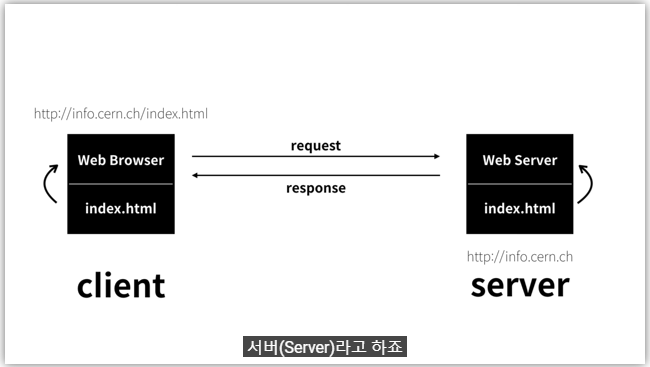 http://info.cern.ch/index.html
request
Web Browser
Web Server
response
index.html
index.html
http://info.cern.ch
client
server
서버(Server)라고 하죠